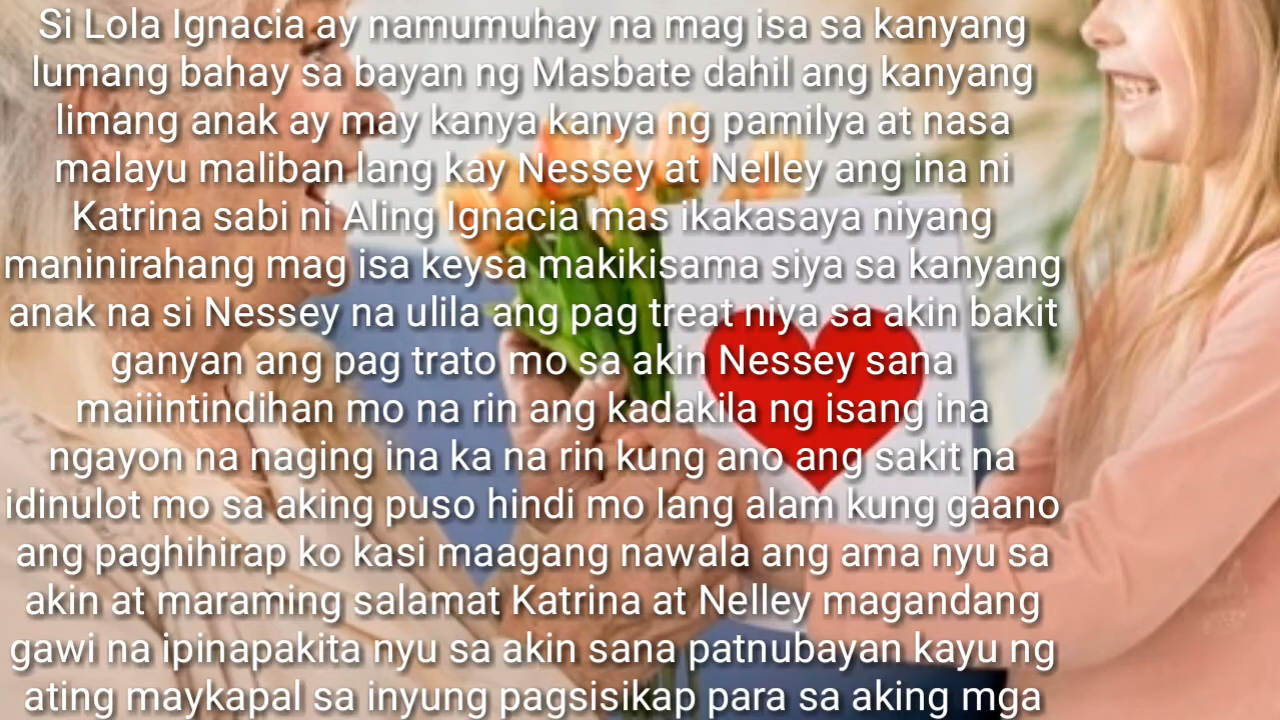 Si Lola Ignacia ay namumuhay na mag isa sa kanyang
lumang bahay sa bayan ng Masbate dahil ang kanyang
limang anak ay may kanya kanya ng pamilya at nasa
malayu maliban lang kay Nessey at Nelley ang ina ni
Katrina sabi ni Aling Ignacia mas ikakasaya niyang
maninirahang mag isa keysa makikisama siya sa kanyang
anak na si Nessey na ulila ang pag treat niya sa akin bakit
ganyan ang pag trato mo sa akin Nessey sana
maiiintindihan mo na rin ang kadakila ng isang ina
ngayon na naging ina ka na rin kung ano ang sakit na
idinulot mo sa aking puso hindi mo lang alam kung gaano
ang paghihirap ko kasi maagang nawala ang ama nyu sa
akin at maraming salamat Katrina at Nelley magandang
gawi na ipinapakita nyu sa akin sana patnubayan kayu ng
ating maykapal sa inyung pagsisikap para sa aking mga